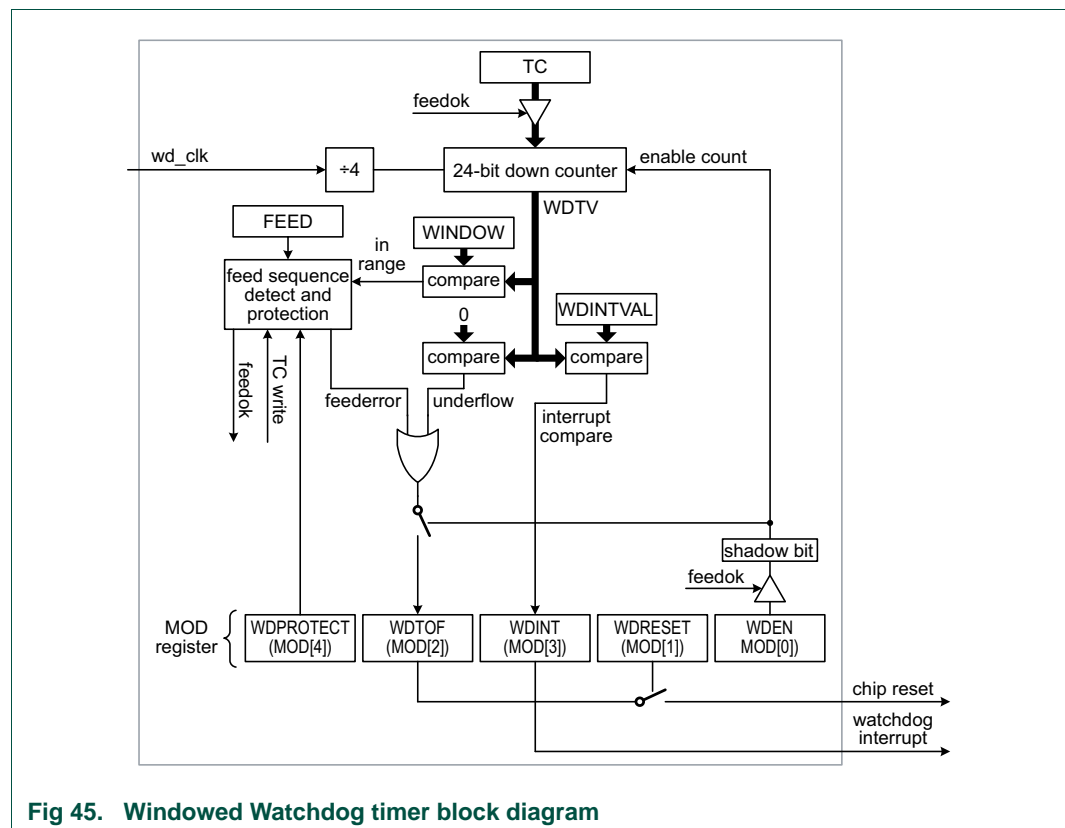 TC
feedok
wd_clk
÷4
24-bit down counter
enable count
WDTV
FEED
WINDOW
in
range
feed sequence
detect and
protection
compare
0
WDINTVAL
compare
compare
feedok
TC write
feederror
underflow
interrupt
compare
shadow bit
feedok
MOD
register
WDPROTECT
(MOD[4])
WDTOF
(MOD[2])
WDINT
(MOD[3])
WDRESET
(MOD[1])
WDEN
MOD[0])
chip reset
watchdog
interrupt
Fig 45. Windowed Watchdog timer block diagram